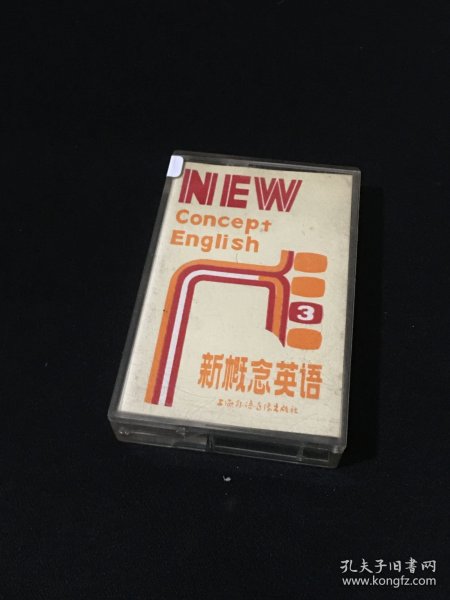 NEW
Concept
English
3
新概念英语
上海外语音像出版社
孔夫子旧书网
www.kongfz.com